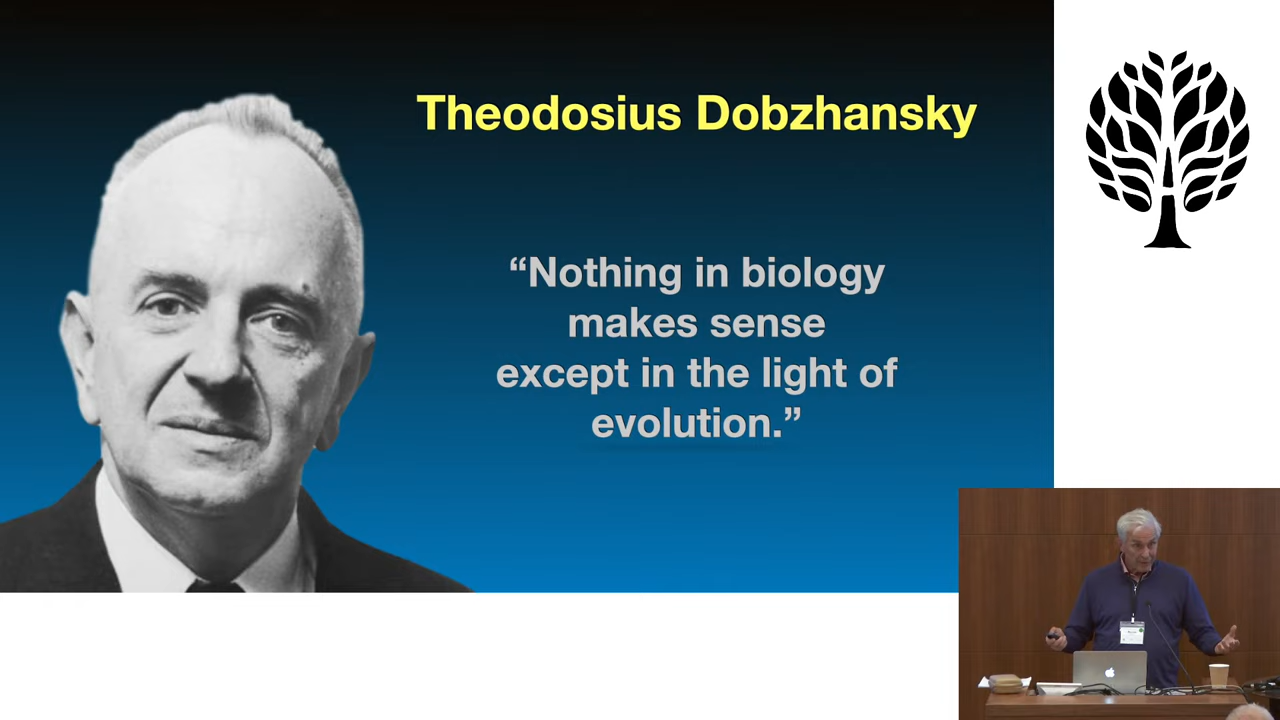 Theodosius Dobzhansky
“Nothing in biology
makes sense
except in the light of
evolution.”